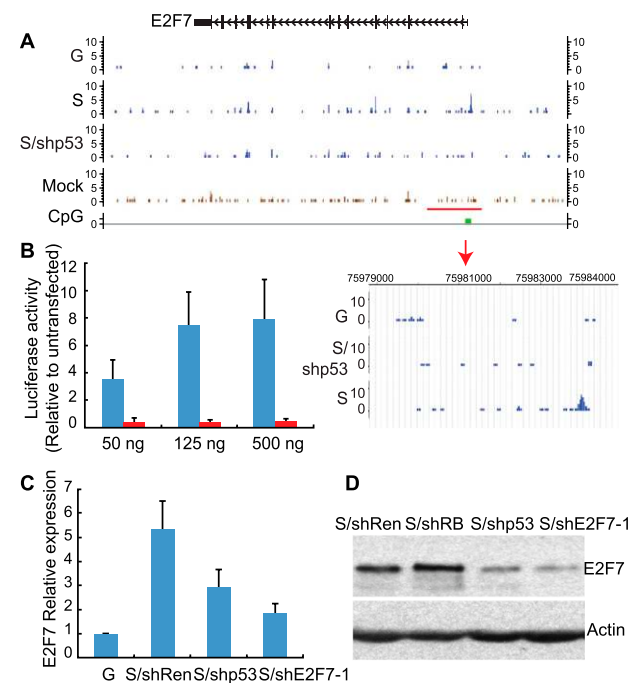 E2F7
A
G
10
5
0
10
5
0
S
10
5
0
10
5
0
S/shp53
10
5
0
10
5
0
Mock
10
5
0
10
5
0
CpG
B
Luciferase activity
(Relative to untransfected)
12
10
8
6
4
2
0
50 ng
125 ng
500 ng
75979000
75981000
75983000
75984000
G
10
0
S/
shp53
10
0
S
10
0
C
E2F7 Relative expression
7
6
5
4
3
2
1
0
G
S/shRen
S/shp53
S/shE2F7-1
D
S/shRen
S/shRB
S/shp53
S/shE2F7-1
E2F7
Actin